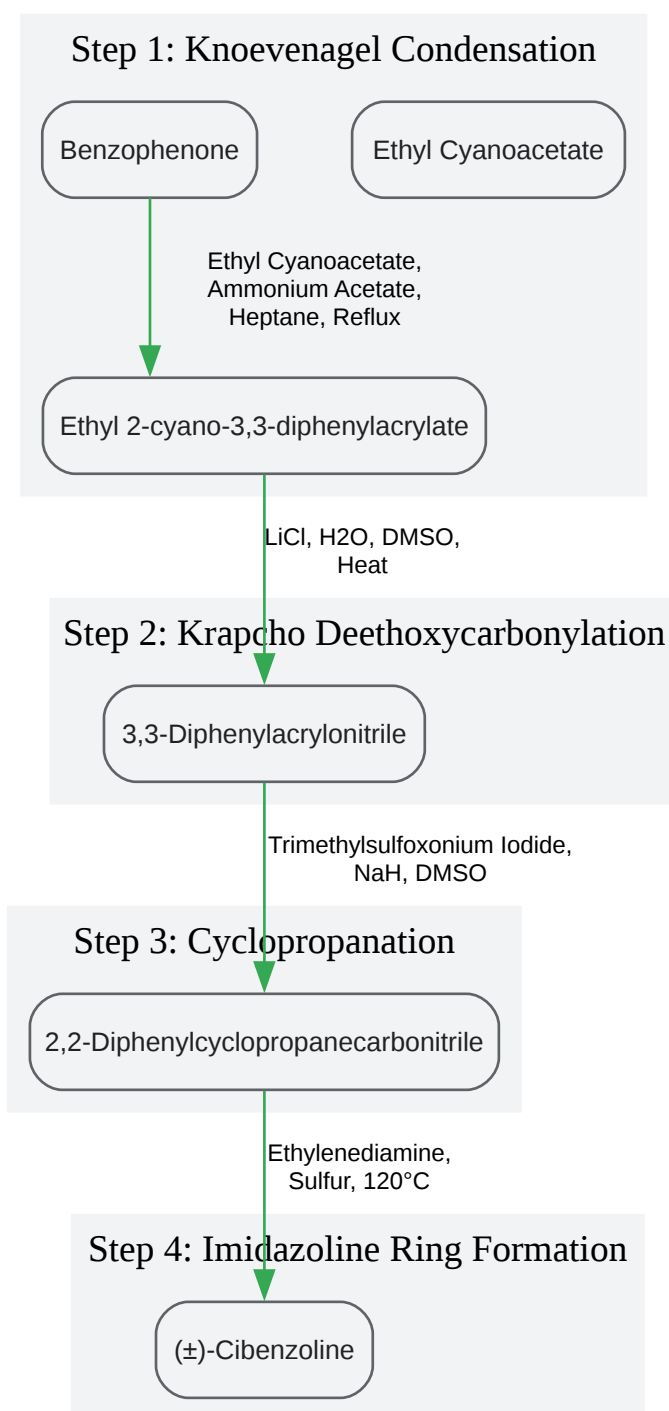 Step 1: Knoevenagel Condensation
Benzophenone
Ethyl Cyanoacetate
Ethyl Cyanoacetate,
Ammonium Acetate,
Heptane, Reflux
Ethyl 2-cyano-3,3-diphenylacrylate
LiCl, H2O, DMSO,
Heat
Step 2: Krapcho Deethoxycarbonylation
3,3-Diphenylacrylonitrile
Trimethylsulfoxonium Iodide,
NaH, DMSO
Step 3: Cyclopropanation
2,2-Diphenylcyclopropanecarbonitrile
Ethylenediamine,
Sulfur, 120°C
Step 4: Imidazoline Ring Formation
(±)-Cibenzoline